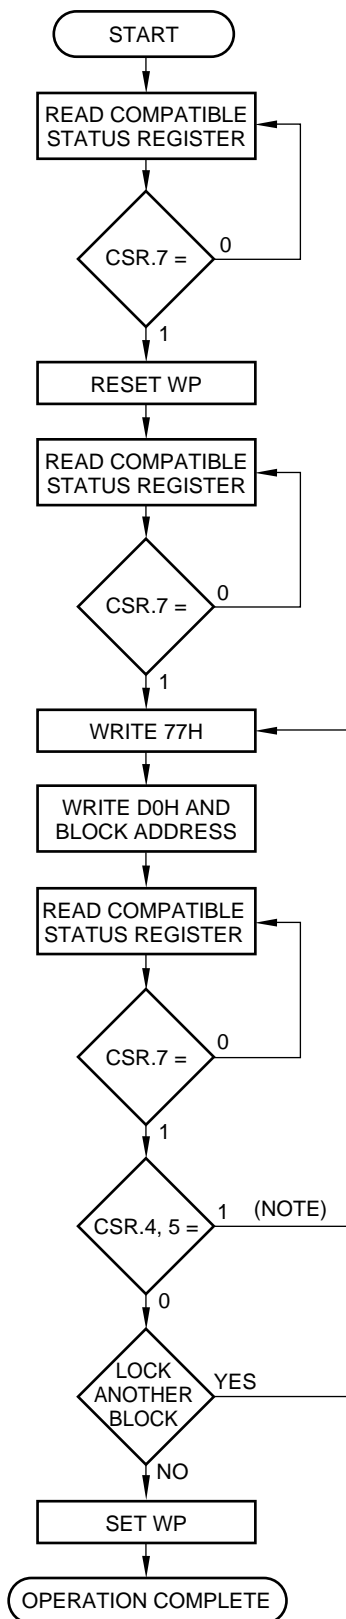 START
READ COMPATIBLE
STATUS REGISTER
CSR.7 =
0
1
RESET WP
READ COMPATIBLE
STATUS REGISTER
CSR.7 =
0
1
WRITE 77H
WRITE D0H AND
BLOCK ADDRESS
READ COMPATIBLE
STATUS REGISTER
CSR.7 =
0
1
CSR.4, 5 =
1 (NOTE)
0
LOCK
ANOTHER
BLOCK
YES
NO
SET WP
OPERATION COMPLETE